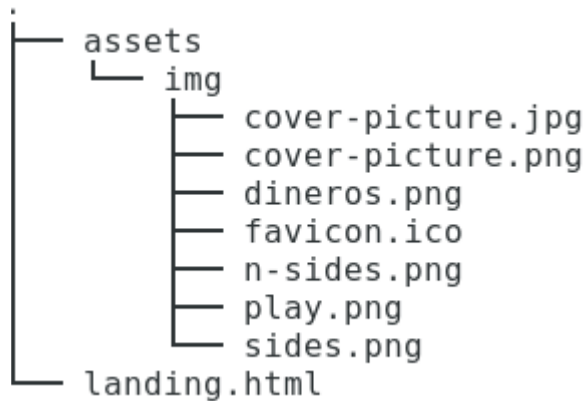 .
assets
img
cover-picture.jpg
cover-picture.png
dineros.png
favicon.ico
n-sides.png
play.png
sides.png
landing.html